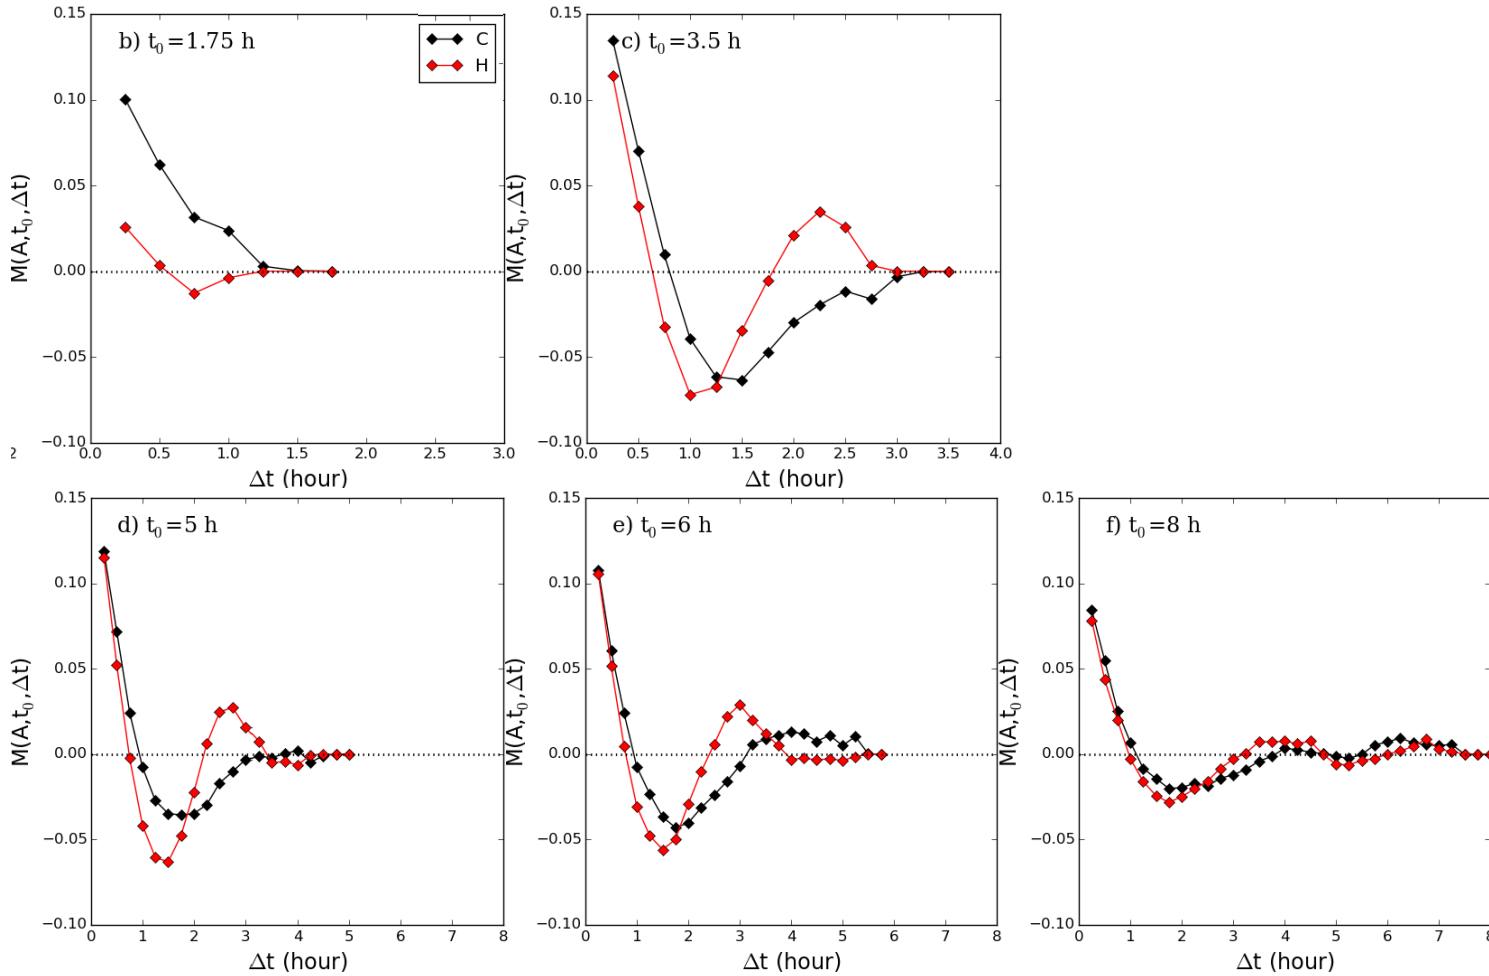 0.15
0.10
0.05
0.00
−0.05
−0.10
M(A,t0,Δt)
b) t0=1.75 h
C
H
0.0 0.5 1.0 1.5 2.0 2.5 3.0
Δt (hour)
2
0.15
0.10
0.05
0.00
−0.05
−0.10
M(A,t0,Δt)
c) t0=3.5 h
0.0 0.5 1.0 1.5 2.0 2.5 3.0 3.5 4.0
Δt (hour)
0.15
0.10
0.05
0.00
−0.05
−0.10
M(A,t0,Δt)
d) t0=5 h
0 1 2 3 4 5 6 7 8
Δt (hour)
0.15
0.10
0.05
0.00
−0.05
−0.10
M(A,t0,Δt)
e) t0=6 h
0 1 2 3 4 5 6 7 8
Δt (hour)
0.15
0.10
0.05
0.00
−0.05
−0.10
M(A,t0,Δt)
f) t0=8 h
0 1 2 3 4 5 6 7 8
Δt (hour)